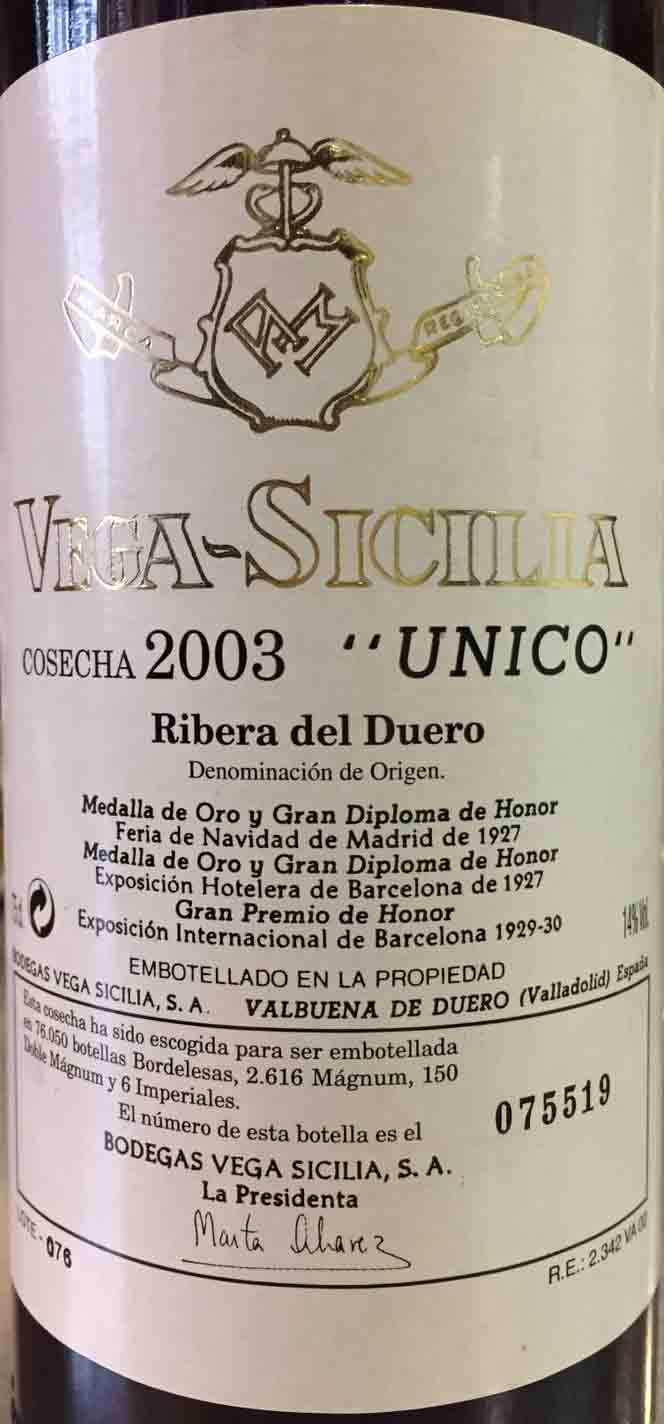 MARCA
PAM
VEGA-SICILIA
COSECHA 2003 "UNICO"
Ribera del Duero
Denominación de Origen.
Medalla de Oro y Gran Diploma de Honor
Feria de Navidad de Madrid de 1927
Medalla de Oro y Gran Diploma de Honor
Exposición Hotelera de Barcelona de 1927
Gran Premio de Honor
Exposición Internacional de Barcelona 1929-30
14% Vol.
EMBOTELLADO EN LA PROPIEDAD
BODEGAS VEGA SICILIA, S. A. VALBUENA DE DUERO (Valladolid) España
Esta cosecha ha sido escogida para ser embotellada
en 76.050 botellas Bordelesas, 2.616 Mágnum, 150
Doble Mágnum y 6 Imperiales.
El número de esta botella es el 075519
BODEGAS VEGA SICILIA, S. A.
La Presidenta
Marta Alvarez
LOTE - 076
R.E.: 2.342 VA 00